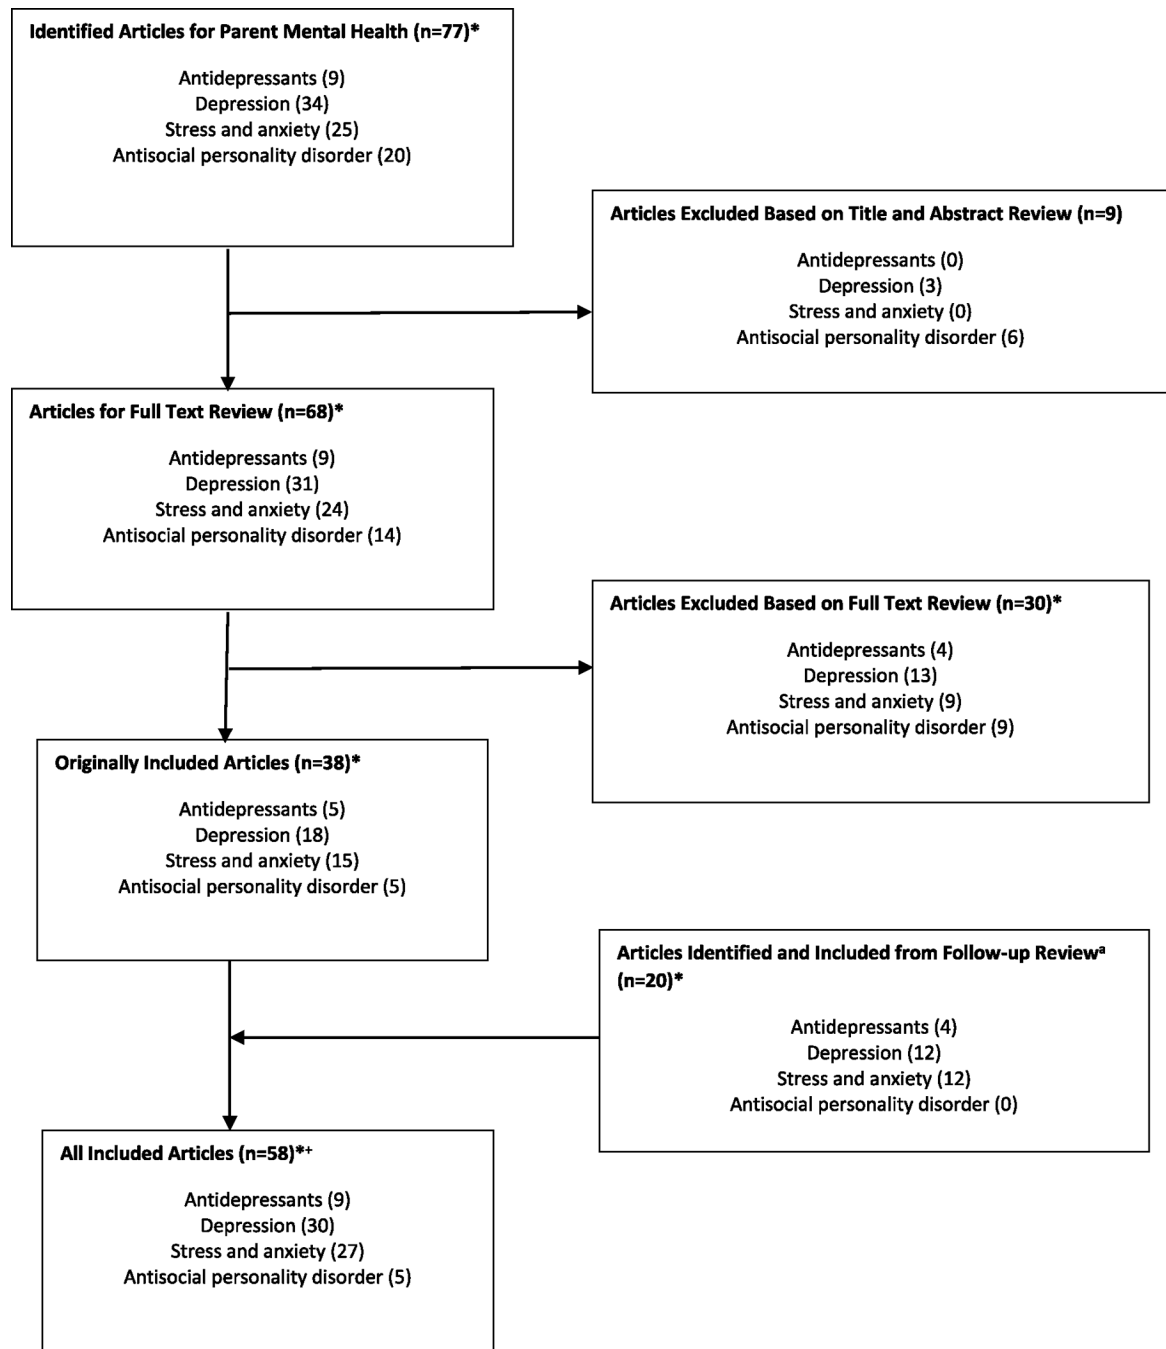 Identified Articles for Parent Mental Health (n=77)*
Antidepressants (9)
Depression (34)
Stress and anxiety (25)
Antisocial personality disorder (20)
Articles Excluded Based on Title and Abstract Review (n=9)
Antidepressants (0)
Depression (3)
Stress and anxiety (0)
Antisocial personality disorder (6)
Articles for Full Text Review (n=68)*
Antidepressants (9)
Depression (31)
Stress and anxiety (24)
Antisocial personality disorder (14)
Articles Excluded Based on Full Text Review (n=30)*
Antidepressants (4)
Depression (13)
Stress and anxiety (9)
Antisocial personality disorder (9)
Originally Included Articles (n=38)*
Antidepressants (5)
Depression (18)
Stress and anxiety (15)
Antisocial personality disorder (5)
Articles Identified and Included from Follow-up Reviewᵃ
(n=20)*
Antidepressants (4)
Depression (12)
Stress and anxiety (12)
Antisocial personality disorder (0)
All Included Articles (n=58)*⁺
Antidepressants (9)
Depression (30)
Stress and anxiety (27)
Antisocial personality disorder (5)